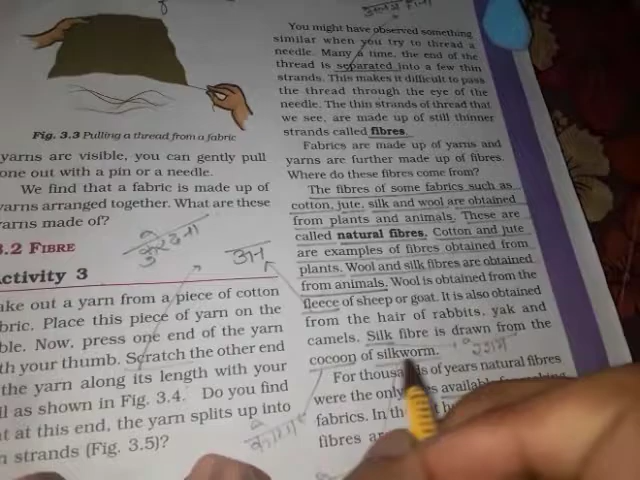 Fig. 3.3 Pulling a thread from a fabric
yarns are visible, you can gently pull
one out with a pin or a needle.
We find that a fabric is made up of
yarns arranged together. What are these
yarns made of?
3.2 FIBRE
Activity 3
Take out a yarn from a piece of cotton
fabric. Place this piece of yarn on the
Now, press one end of the yarn
with your thumb. Scratch the other end
the yarn along its length with your
as shown in Fig. 3.4. Do you find
at this end, the yarn splits up into
strands (Fig. 3.5)?
You might have observed something
similar when you try to thread a
needle. Many a time, the end of the
thread is separated into a few thin
strands. This makes it difficult to pass
the thread through the eye of the
needle. The thin strands of thread that
we see, are made up of still thinner
strands called fibres.
Fabrics are made up of yarns and
yarns are further made up of fibres.
Where do these fibres come from?
The fibres of some fabrics such as
cotton, jute, silk and wool are obtained
from plants and animals. These are
called natural fibres. Cotton and jute
are examples of fibres obtained from
plants. Wool and silk fibres are obtained
from animals. Wool is obtained from the
fleece of sheep or goat. It is also obtained
from the hair of rabbits, yak and
camels. Silk fibre is drawn from the
cocoon of silkworm.
For thousands of years natural fibres
were the only available for making
fabrics. In the
fibres
कुरेदना
ऊन
रेशम